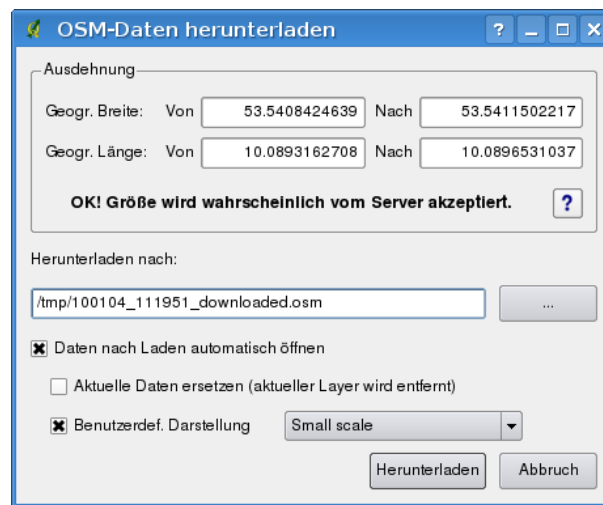 OSM-Daten herunterladen ?
Ausdehnung
Geogr. Breite: Von 53.5408424639 Nach 53.5411502217
Geogr. Länge: Von 10.0893162708 Nach 10.0896531037
OK! Größe wird wahrscheinlich vom Server akzeptiert. ?
Herunterladen nach:
/tmp/100104_111951_downloaded.osm ...
Daten nach Laden automatisch öffnen
Aktuelle Daten ersetzen (aktueller Layer wird entfernt)
Benutzerdef. Darstellung Small scale
Herunterladen Abbruch